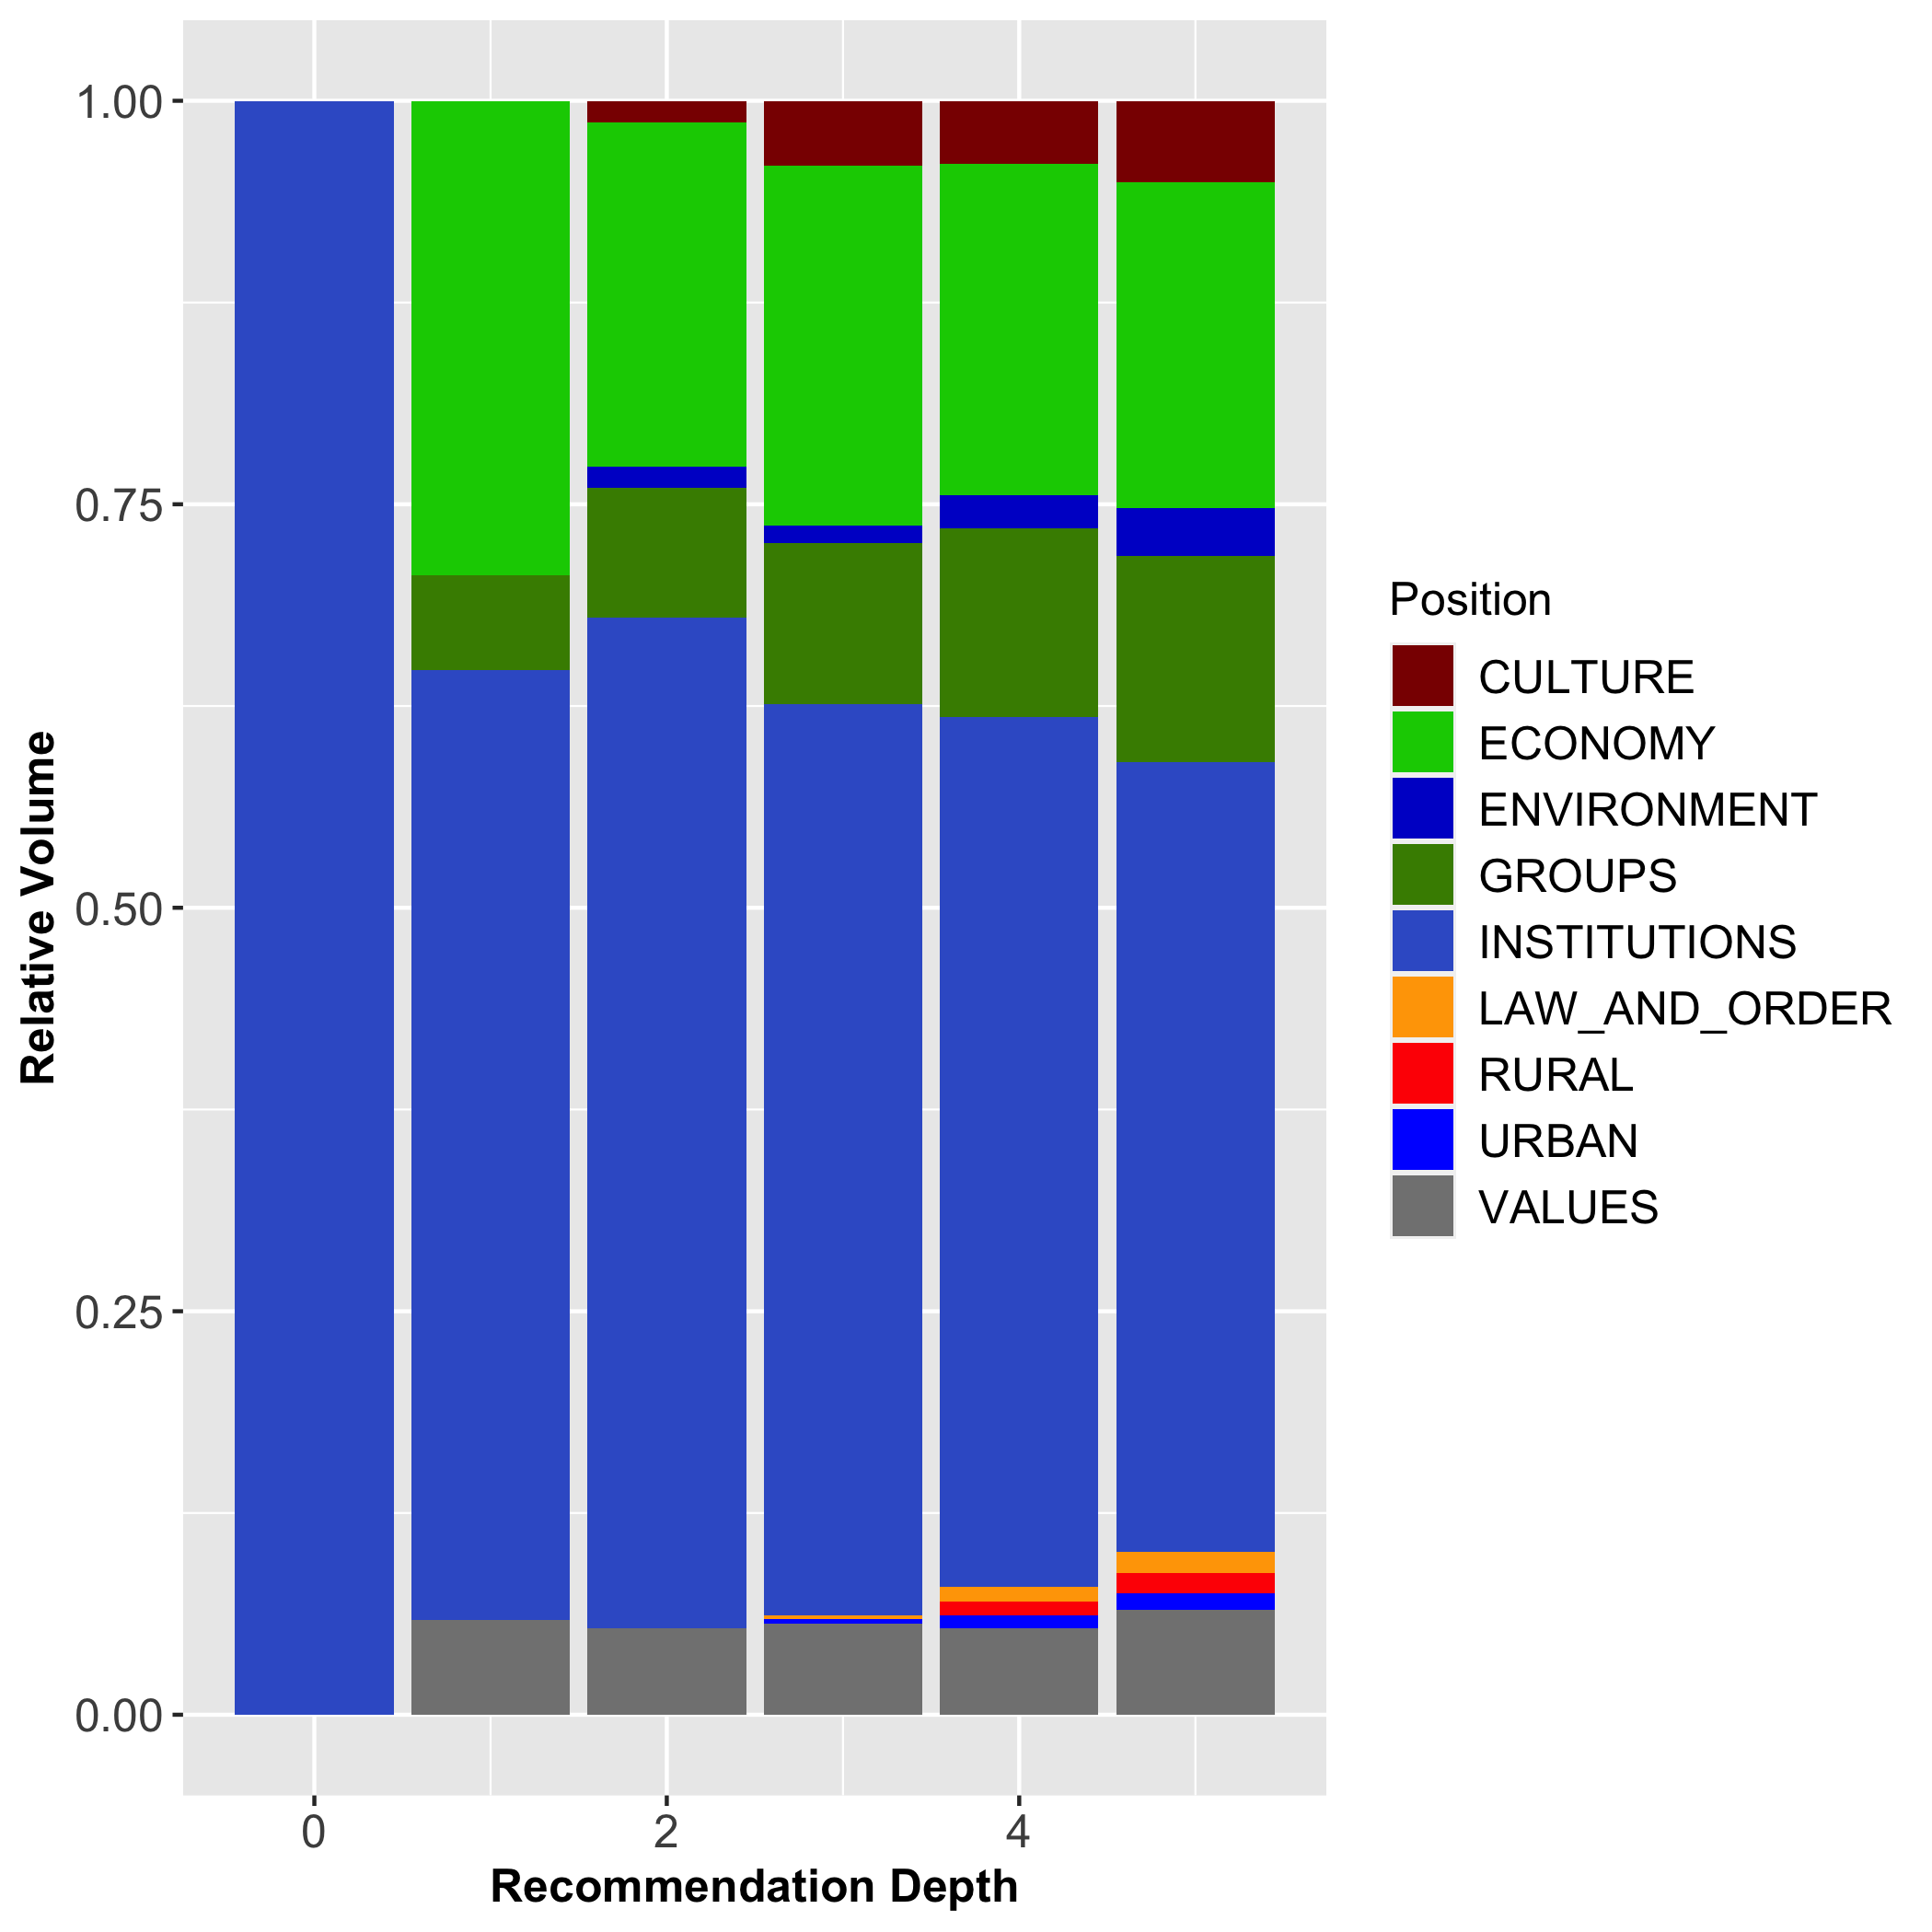 1.00
0.75
0.50
0.25
0.00
Relative Volume
0 2 4
Recommendation Depth
Position
CULTURE
ECONOMY
ENVIRONMENT
GROUPS
INSTITUTIONS
LAW_AND_ORDER
RURAL
URBAN
VALUES